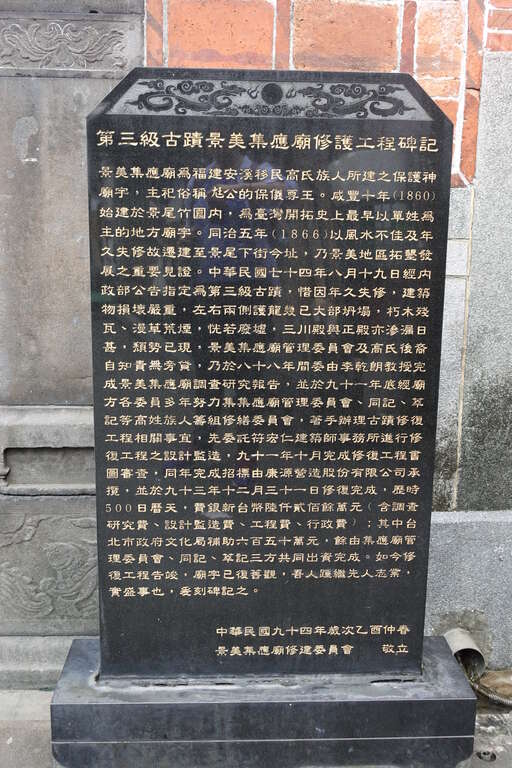 第三級古蹟景美集應廟修護工程碑記
景美集應廟為福建安溪移民高氏族人所建之保護神
廟宇，主祀俗稱尪公的保儀尊王。咸豐十年(1860)
始建於景尾竹圍內，為臺灣開拓史上最早以單姓為
主的地方廟宇。同治五年(1866)以風水不佳及年
久失修故遷建至景尾下街今址，乃景美地區拓墾發
展之重要見證。中華民國七十四年八月十九日經內
政部公告指定為第三級古蹟，惜因年久失修，建築
物損壞嚴重，左右兩側護龍幾已大部坍塌，朽木殘
瓦、漫草荒煙，恍若廢墟，三川殿與正殿亦滲漏日
甚，頹勢已現，景美集應廟管理委員會及高氏後裔
自知責無旁貸，乃於八十八年間委由李乾朗教授完
成景美集應廟調查研究報告，並於九十一年底經廟
方各委員多年努力集集應廟管理委員會、同記、萃
記等高姓族人籌組修繕委員會，著手辦理古蹟修復
工程相關事宜，先委託符宏仁建築師事務所進行修
復工程之設計監造，九十一年十月完成修復工程書
圖審查，同年完成招標由康源營造股份有限公司承
攬，並於九十三年十二月三十一日修復完成，歷時
500日曆天，費銀新台幣陸仟貳佰餘萬元（含調查
研究費、設計監造費、工程費、行政費）；其中台
北市政府文化局補助六百五十萬元，餘由集應廟管
理委員會、同記、萃記三方共同出資完成。如今修
復工程告竣，廟宇已復舊觀，吾人踵繼先人志業，
實盛事也，爰刻碑記之。
中華民國九十四年歲次乙酉仲春
景美集應廟修建委員會　敬立